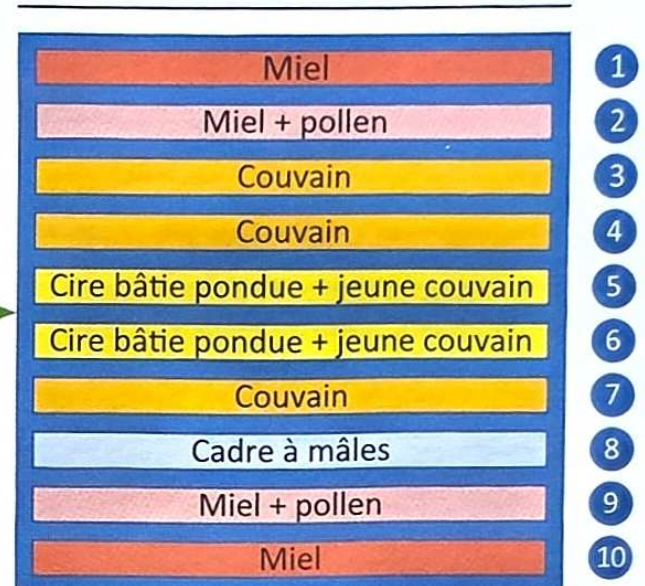 Miel 1
Miel + pollen 2
Couvain 3
Couvain 4
Cire bâtie pondue + jeune couvain 5
Cire bâtie pondue + jeune couvain 6
Couvain 7
Cadre à mâles 8
Miel + pollen 9
Miel 10